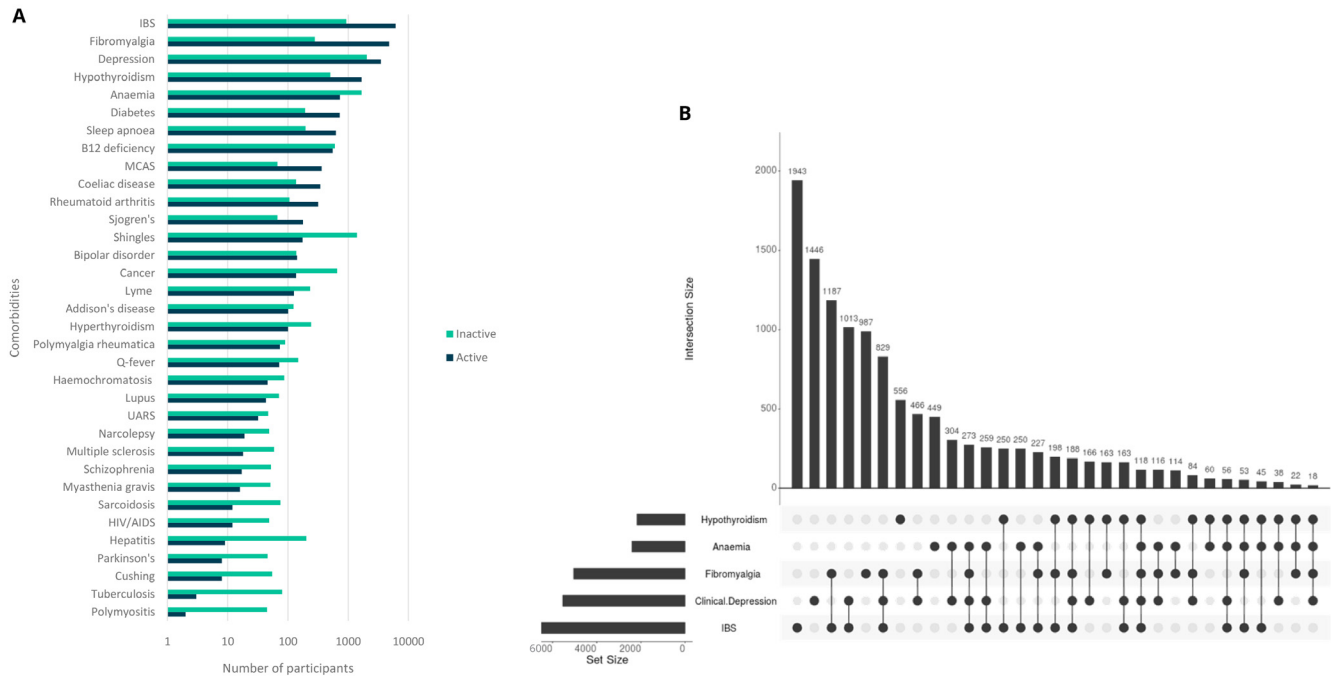 A
IBS
Fibromyalgia
Depression
Hypothyroidism
Anaemia
Diabetes
Sleep apnoea
B12 deficiency
MCAS
Coeliac disease
Rheumatoid arthritis
Sjogren's
Shingles
Bipolar disorder
Cancer
Lyme
Addison's disease
Hyperthyroidism
Polymyalgia rheumatica
Q-fever
Haemochromatosis
Lupus
UARS
Narcolepsy
Multiple sclerosis
Schizophrenia
Myasthenia gravis
Sarcoidosis
HIV/AIDS
Hepatitis
Parkinson's
Cushing
Tuberculosis
Polymyositis
Comorbidities
1 10 100 1000 10000
Number of participants
Inactive
Active
B
Intersection Size
2000
1500
1000
500
0
1943
1446
1187
1013
987
829
556
466
449
304
273
259
250
250
227
198
188
166
163
163
118
116
114
84
60
56
53
45
38
22
18
Hypothyroidism
Anaemia
Fibromyalgia
Clinical.Depression
IBS
6000 4000 2000 0
Set Size